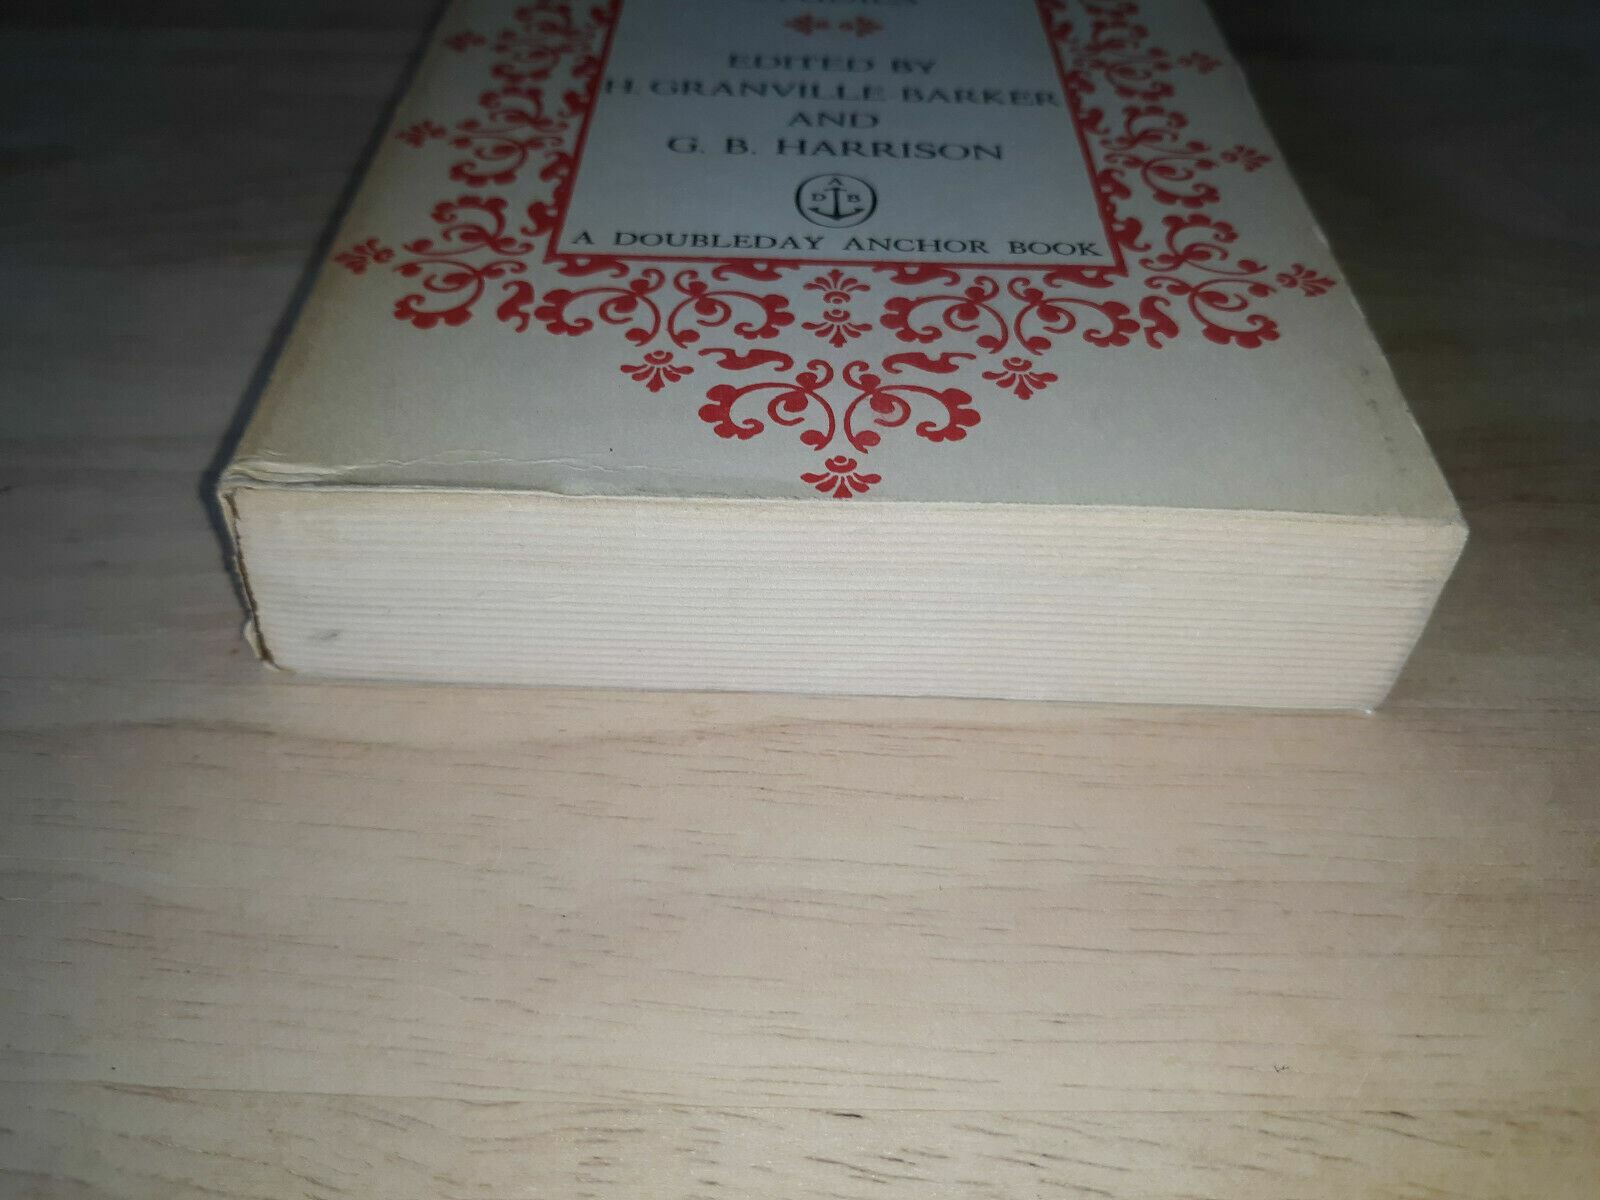 EDITED BY
H. GRANVILLE BARKER
AND
G. B. HARRISON
A
D B
A DOUBLEDAY ANCHOR BOOK